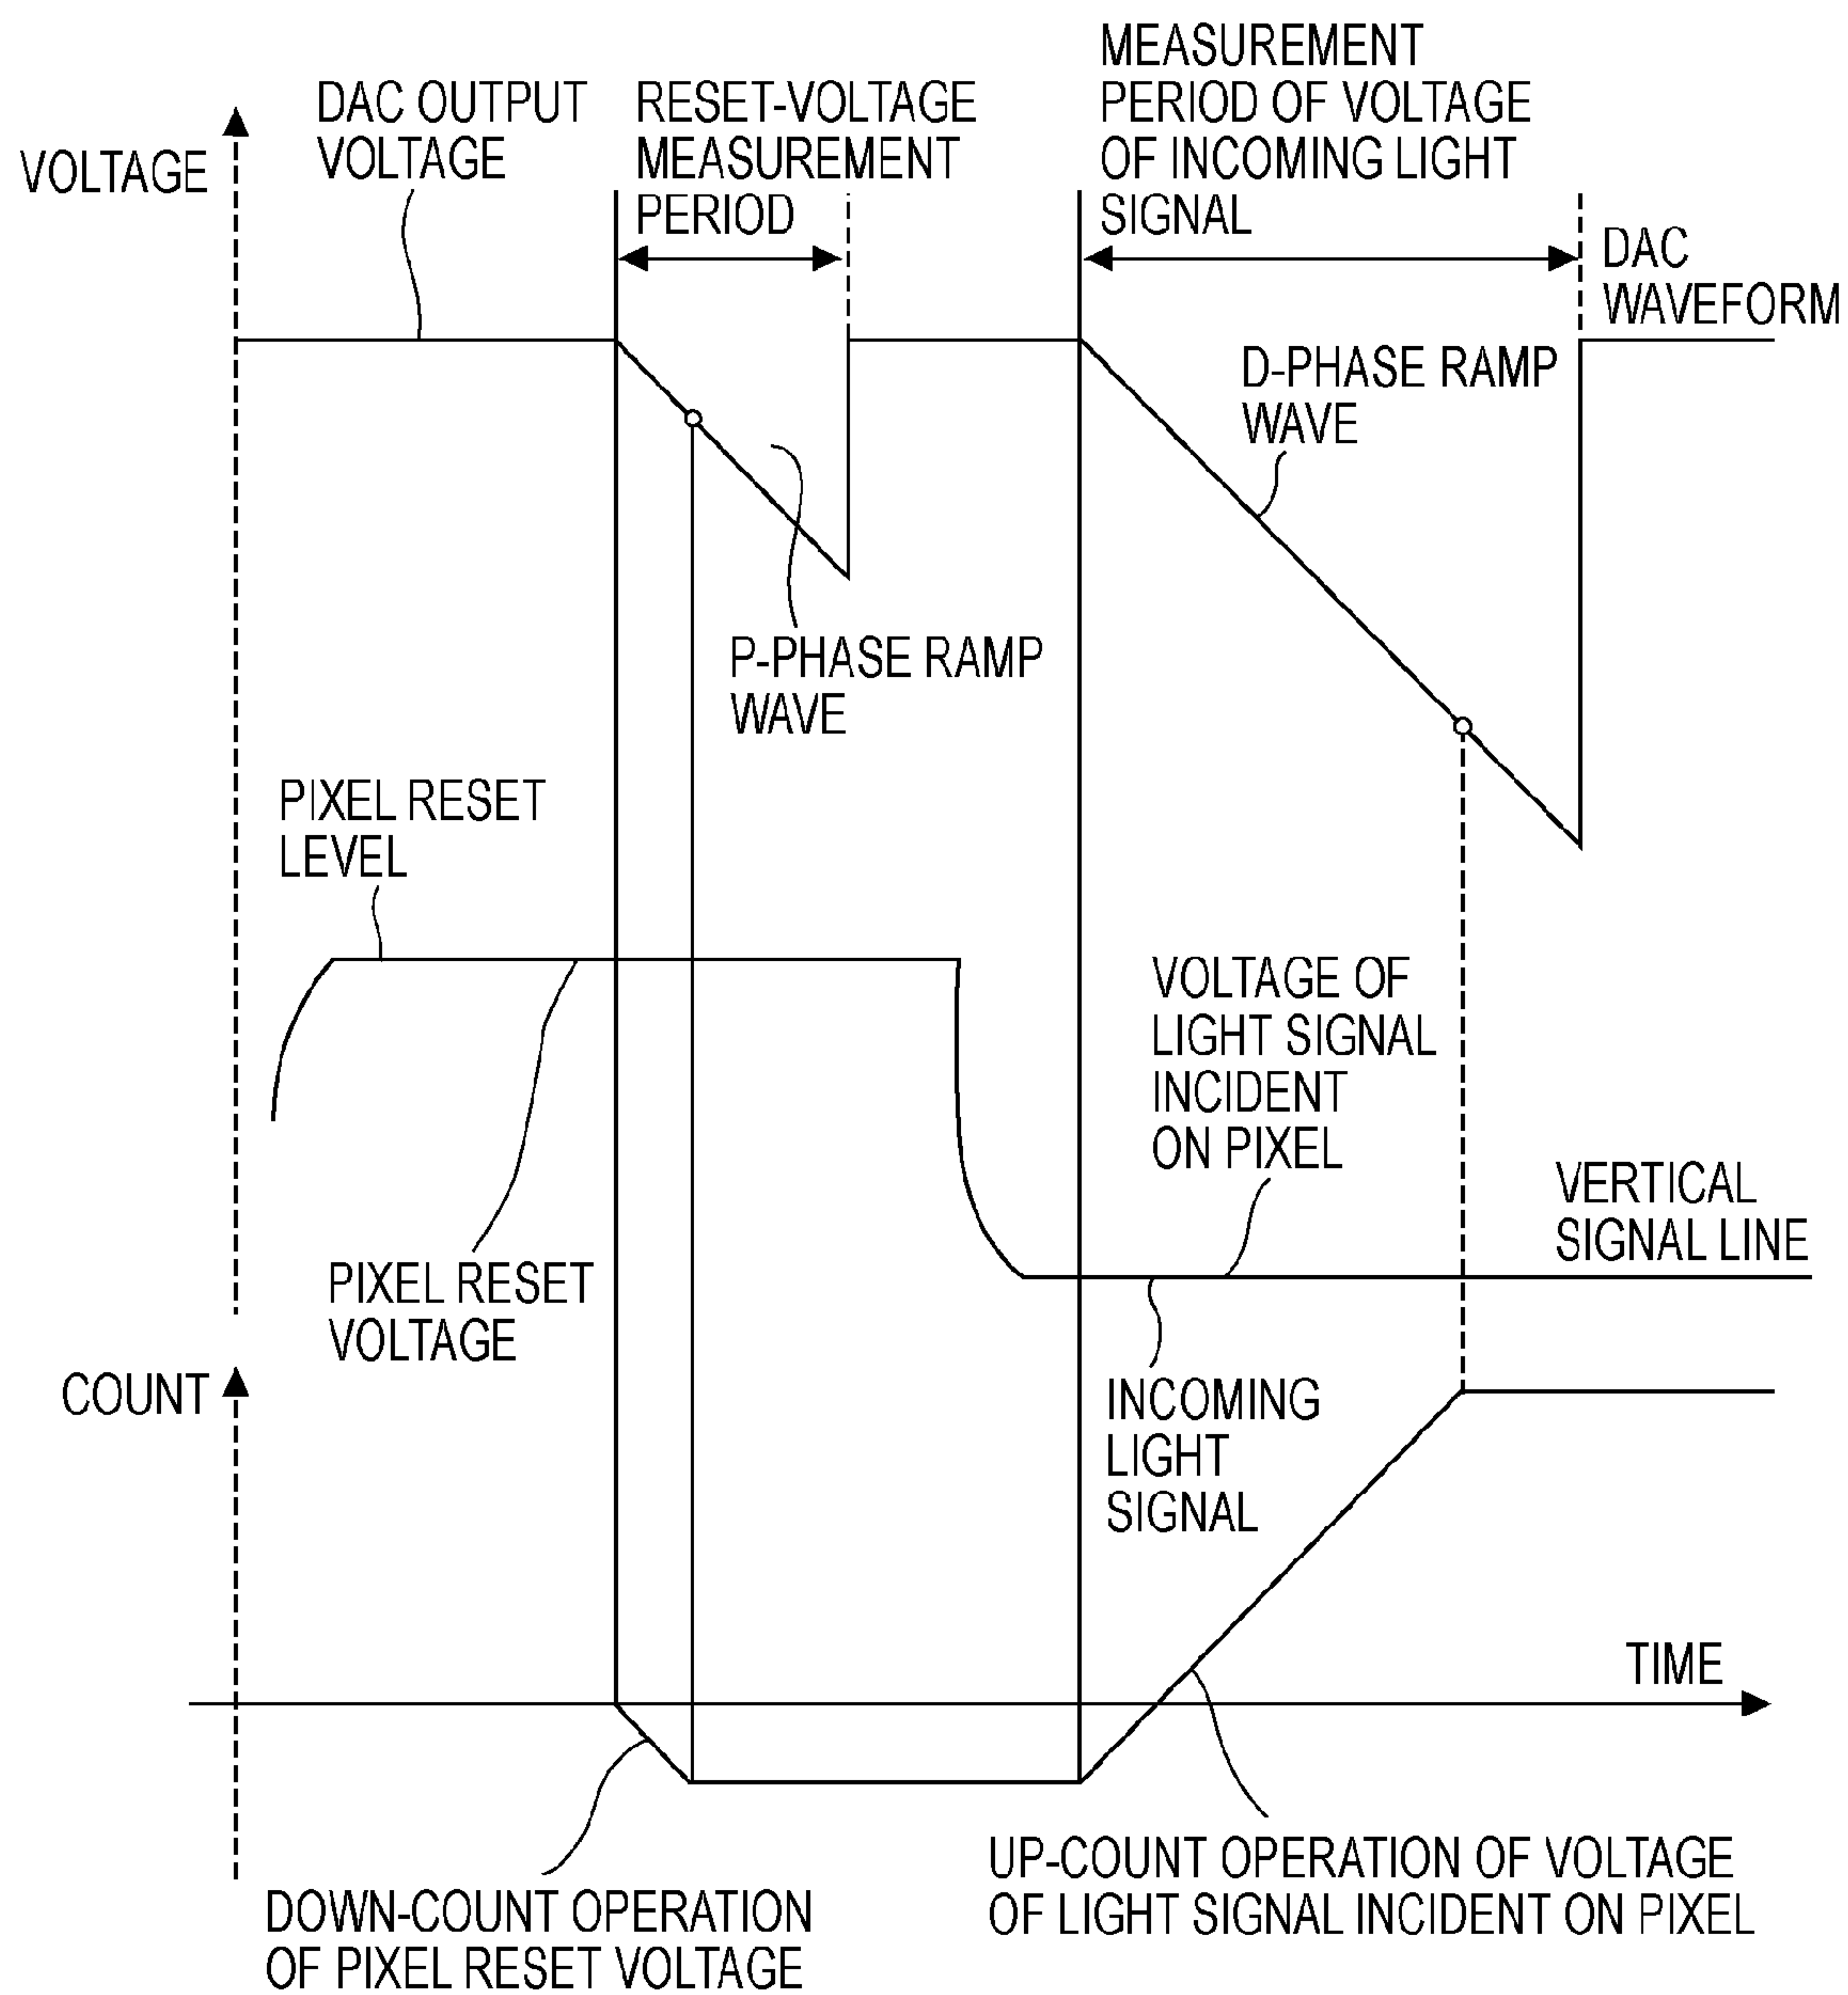 MEASUREMENT
PERIOD OF VOLTAGE
OF INCOMING LIGHT
SIGNAL
DAC OUTPUT
VOLTAGE
RESET-VOLTAGE
MEASUREMENT
PERIOD
VOLTAGE
DAC
WAVEFORM
D-PHASE RAMP
WAVE
P-PHASE RAMP
WAVE
PIXEL RESET
LEVEL
VOLTAGE OF
LIGHT SIGNAL
INCIDENT
ON PIXEL
VERTICAL
SIGNAL LINE
PIXEL RESET
VOLTAGE
COUNT
INCOMING
LIGHT
SIGNAL
TIME
UP-COUNT OPERATION OF VOLTAGE
OF LIGHT SIGNAL INCIDENT ON PIXEL
DOWN-COUNT OPERATION
OF PIXEL RESET VOLTAGE